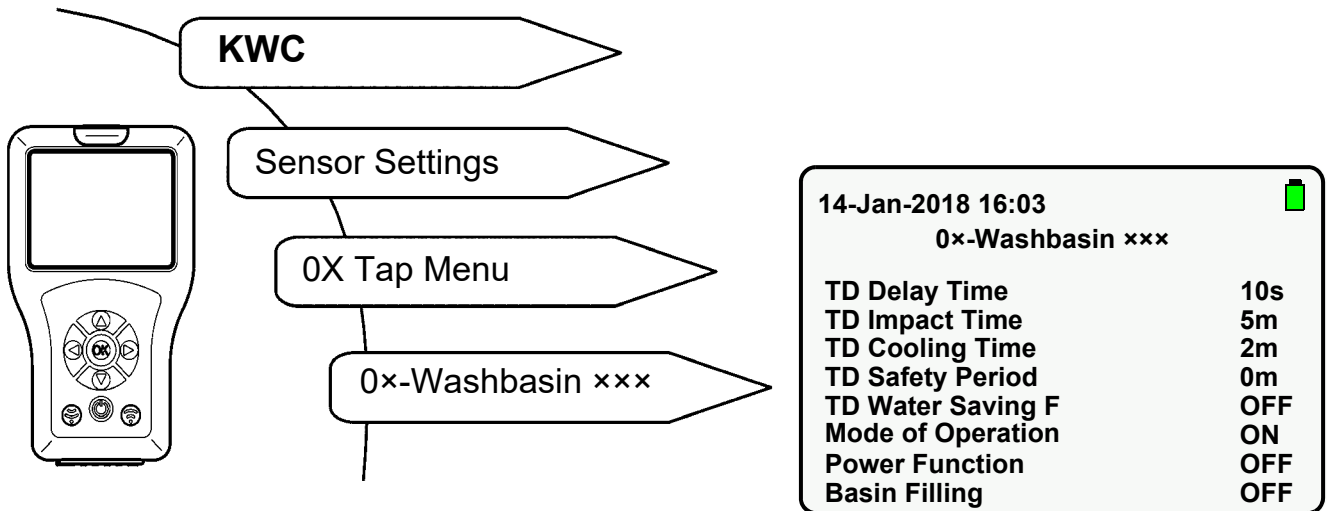 KWC
Sensor Settings
0X Tap Menu
0×-Washbasin ×××
OK
14-Jan-2018 16:03
0×-Washbasin ×××
TD Delay Time 10s
TD Impact Time 5m
TD Cooling Time 2m
TD Safety Period 0m
TD Water Saving F OFF
Mode of Operation ON
Power Function OFF
Basin Filling OFF